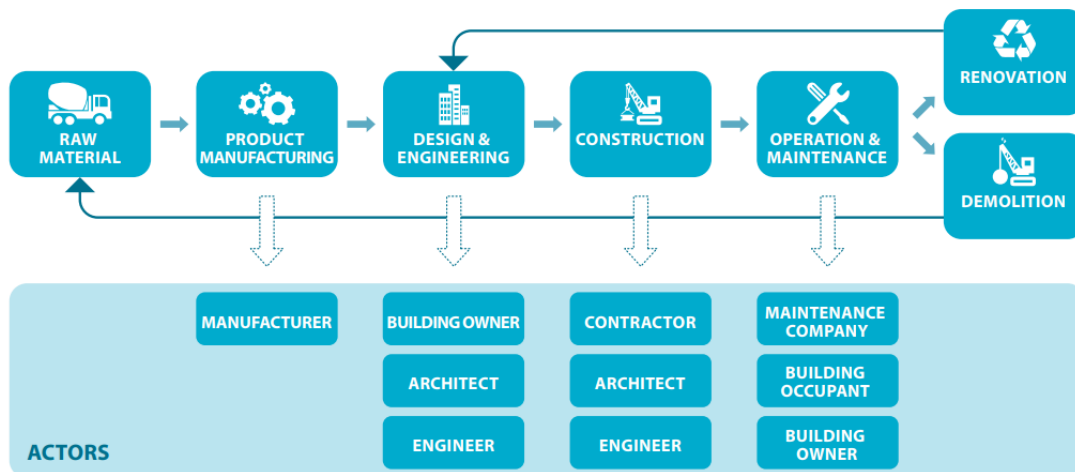 RENOVATION
RAW
MATERIAL
PRODUCT
MANUFACTURING
DESIGN &
ENGINEERING
CONSTRUCTION
OPERATION &
MAINTENANCE
DEMOLITION
MANUFACTURER
BUILDING OWNER
CONTRACTOR
MAINTENANCE
COMPANY
ARCHITECT
ARCHITECT
BUILDING
OCCUPANT
ENGINEER
ENGINEER
BUILDING
OWNER
ACTORS